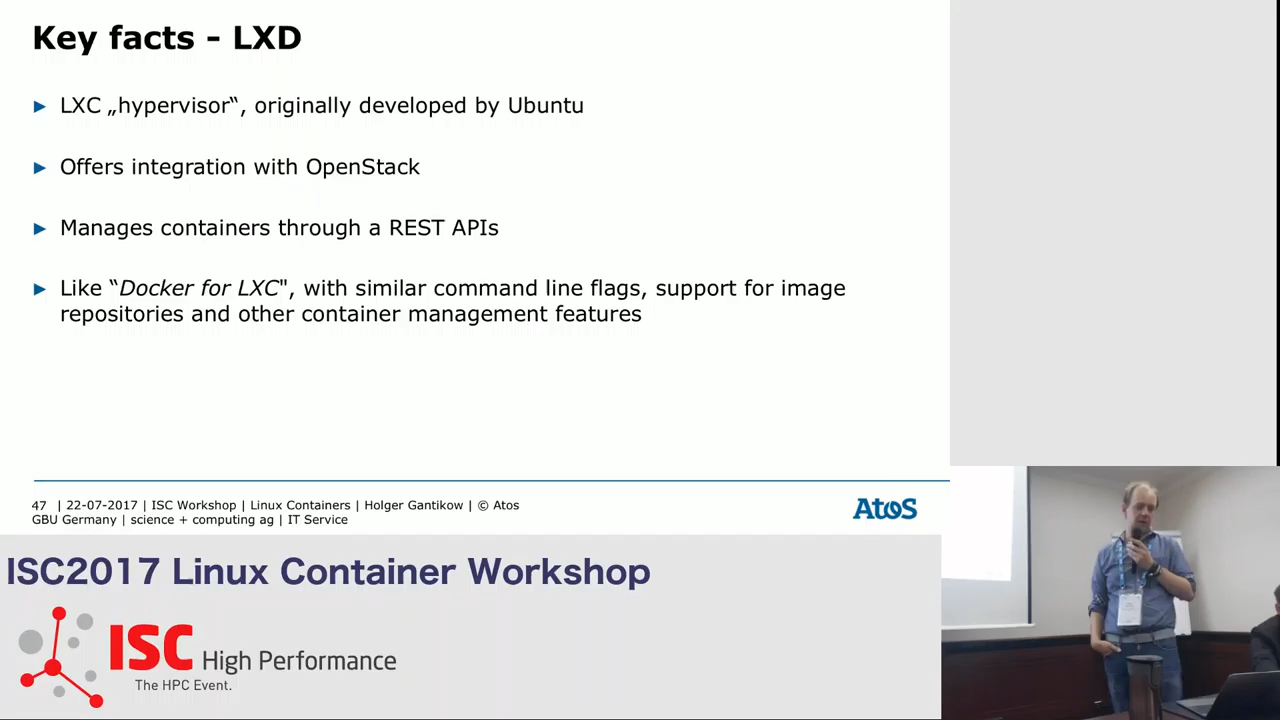 Key facts - LXD
► LXC „hypervisor“, originally developed by Ubuntu
► Offers integration with OpenStack
► Manages containers through a REST APIs
► Like “Docker for LXC", with similar command line flags, support for image
repositories and other container management features
47 | 22-07-2017 | ISC Workshop | Linux Containers | Holger Gantikow | © Atos
GBU Germany | science + computing ag | IT Service
Atos
ISC2017 Linux Container Workshop
ISC High Performance
The HPC Event.